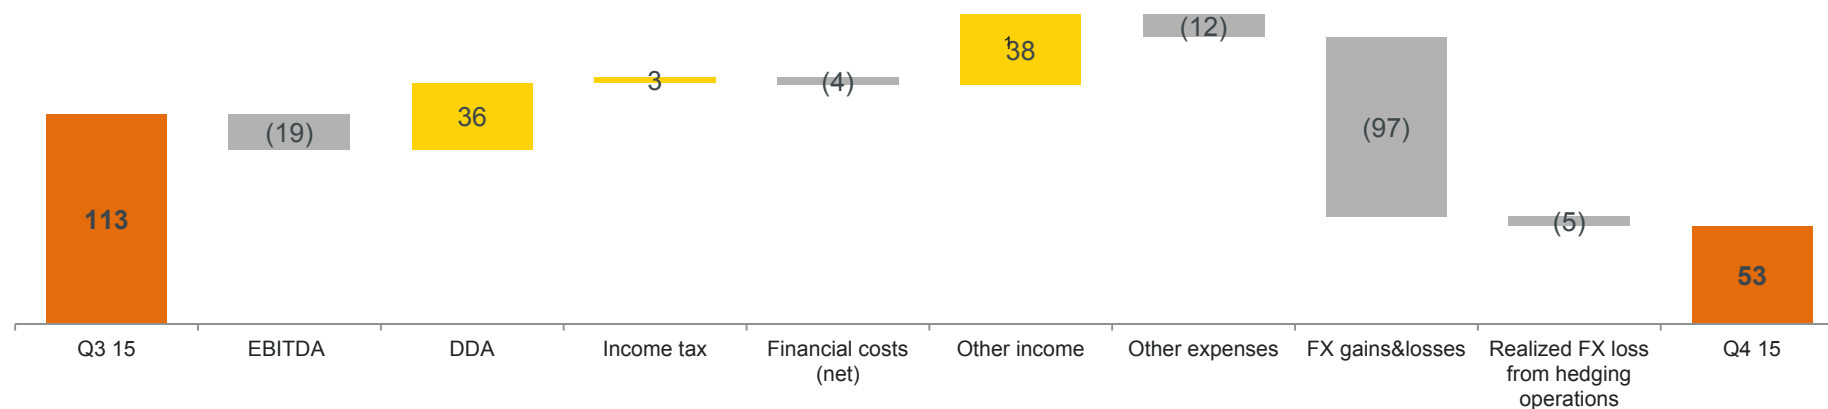 113
(19)
36
3
(4)
¹38
(12)
(97)
(5)
53
Q3 15
EBITDA
DDA
Income tax
Financial costs
(net)
Other income
Other expenses
FX gains&losses
Realized FX loss
from hedging
operations
Q4 15